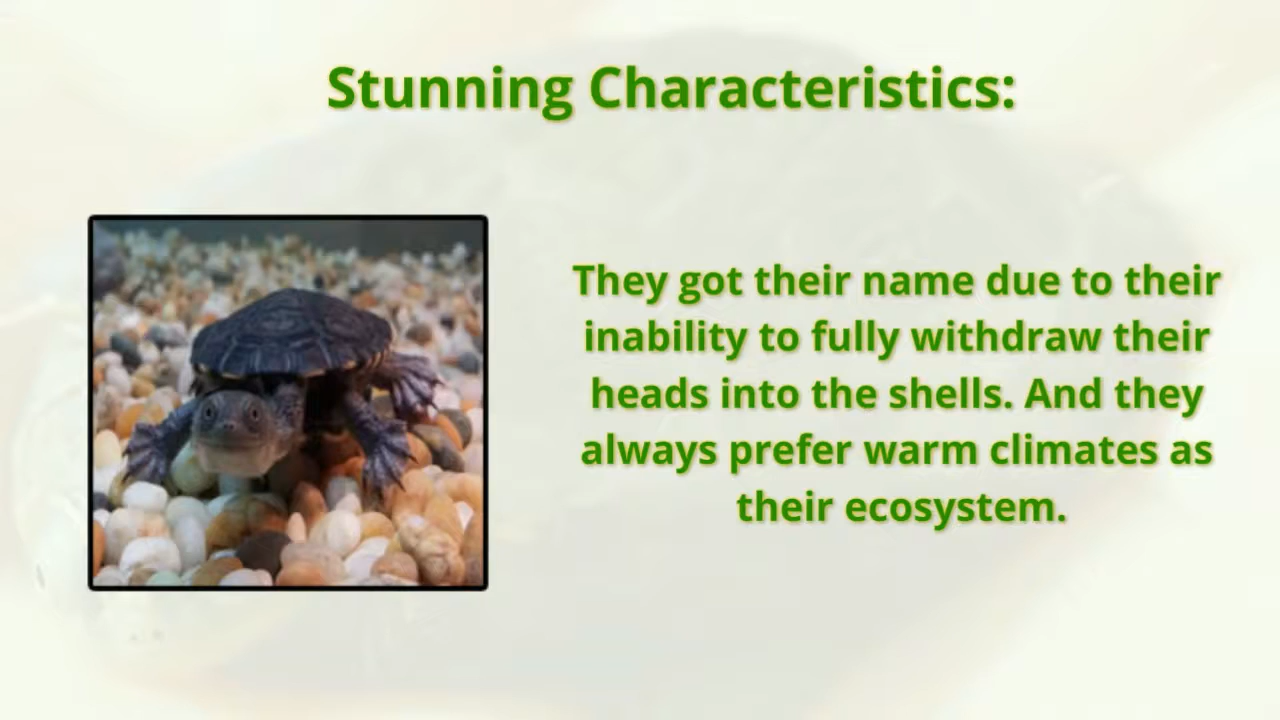 Stunning Characteristics:
They got their name due to their
inability to fully withdraw their
heads into the shells. And they
always prefer warm climates as
their ecosystem.